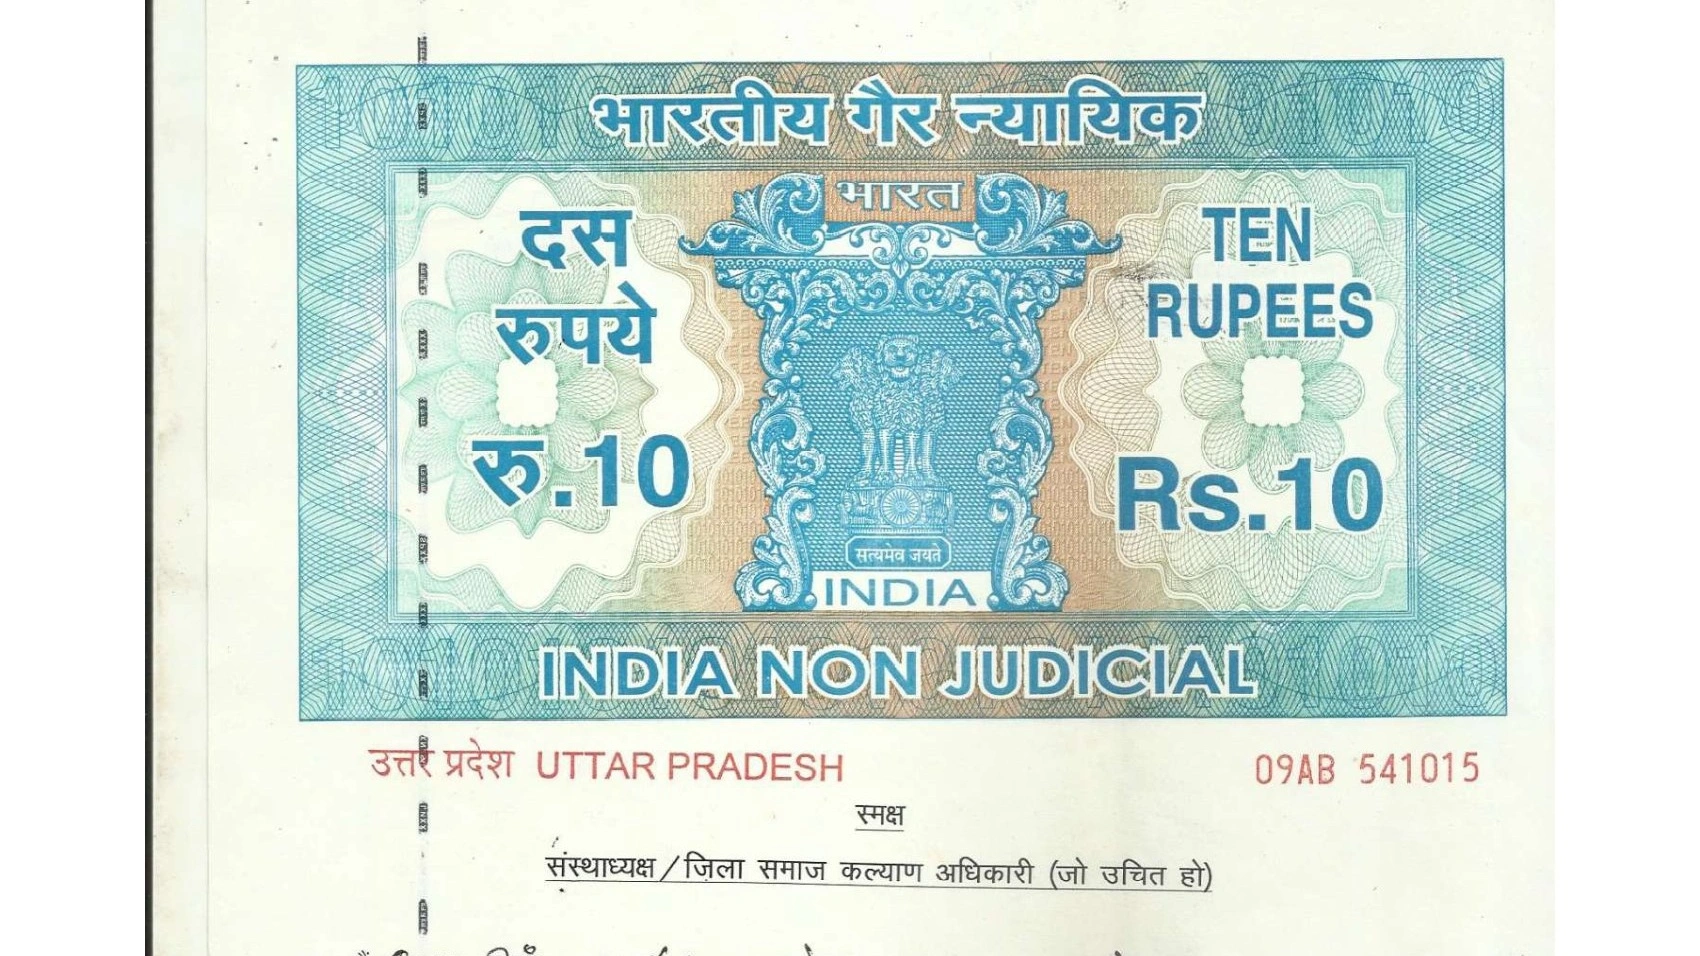 भारतीय गैर न्यायिक
भारत
दस
रुपये
रु.10
TEN
RUPEES
Rs.10
सत्यमेव जयते
INDIA
INDIA NON JUDICIAL
उत्तर प्रदेश UTTAR PRADESH 09AB 541015
स्मक्ष
संस्थाध्यक्ष/जिला समाज कल्याण अधिकारी (जो उचित हो)